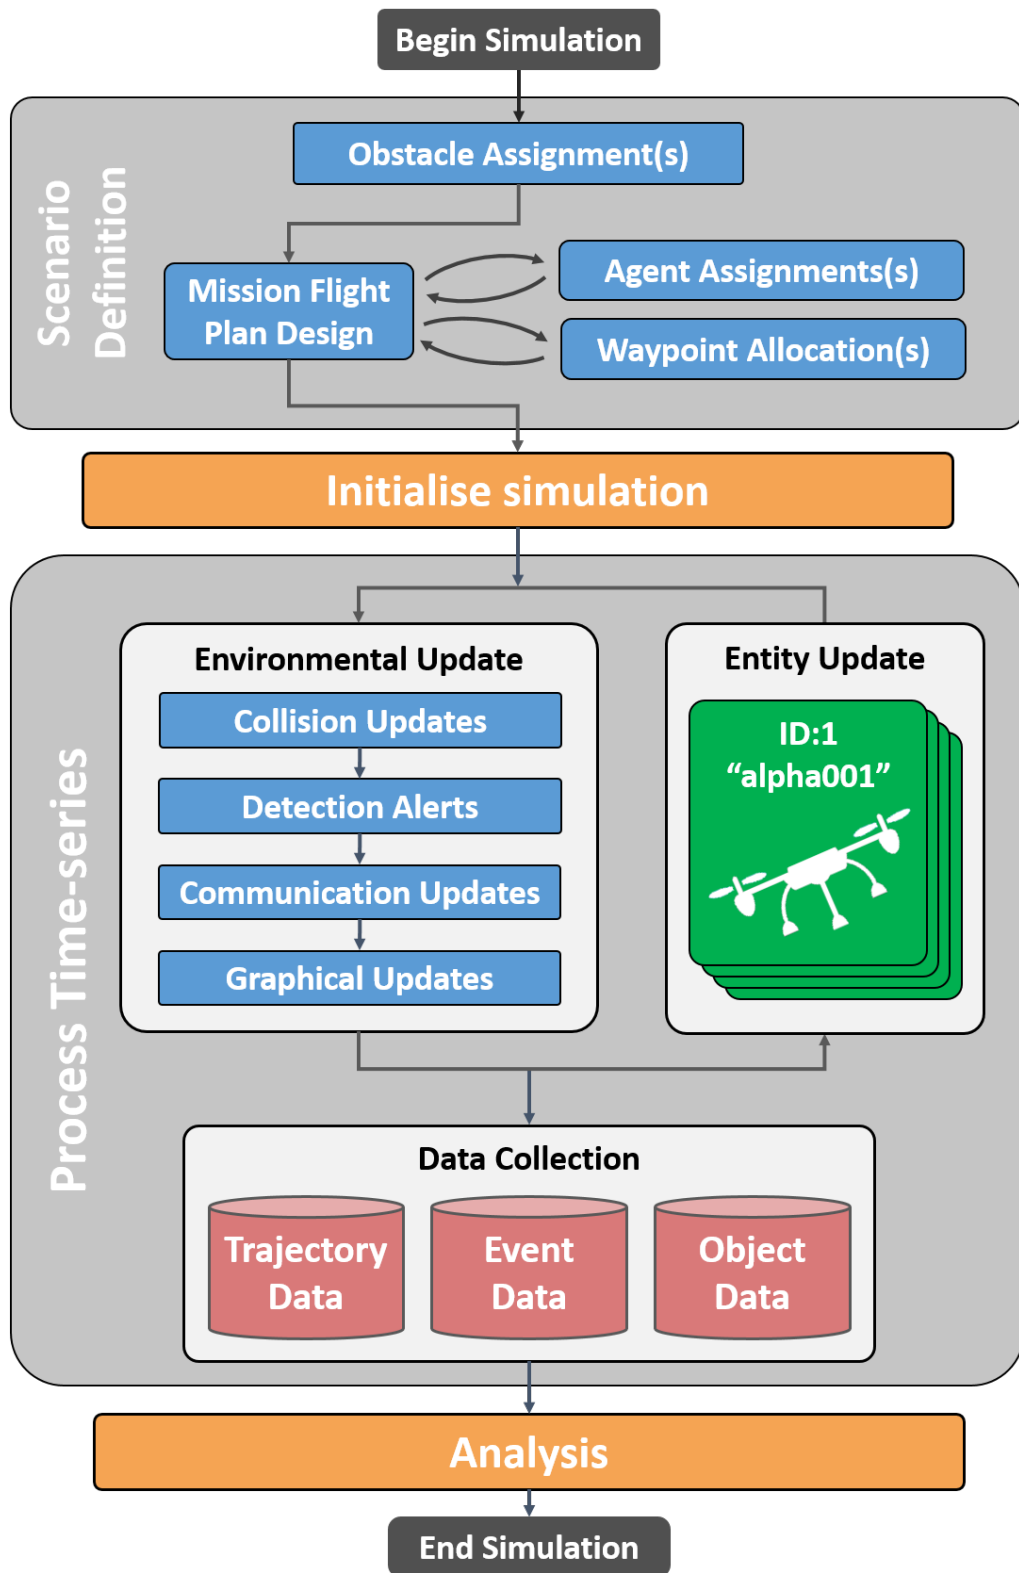 Begin Simulation
Scenario
Definition
Obstacle Assignment(s)
Mission Flight
Plan Design
Agent Assignments(s)
Waypoint Allocation(s)
Initialise simulation
Process Time-series
Environmental Update
Collision Updates
Detection Alerts
Communication Updates
Graphical Updates
Entity Update
ID:1
“alpha001”
Data Collection
Trajectory
Data
Event
Data
Object
Data
Analysis
End Simulation